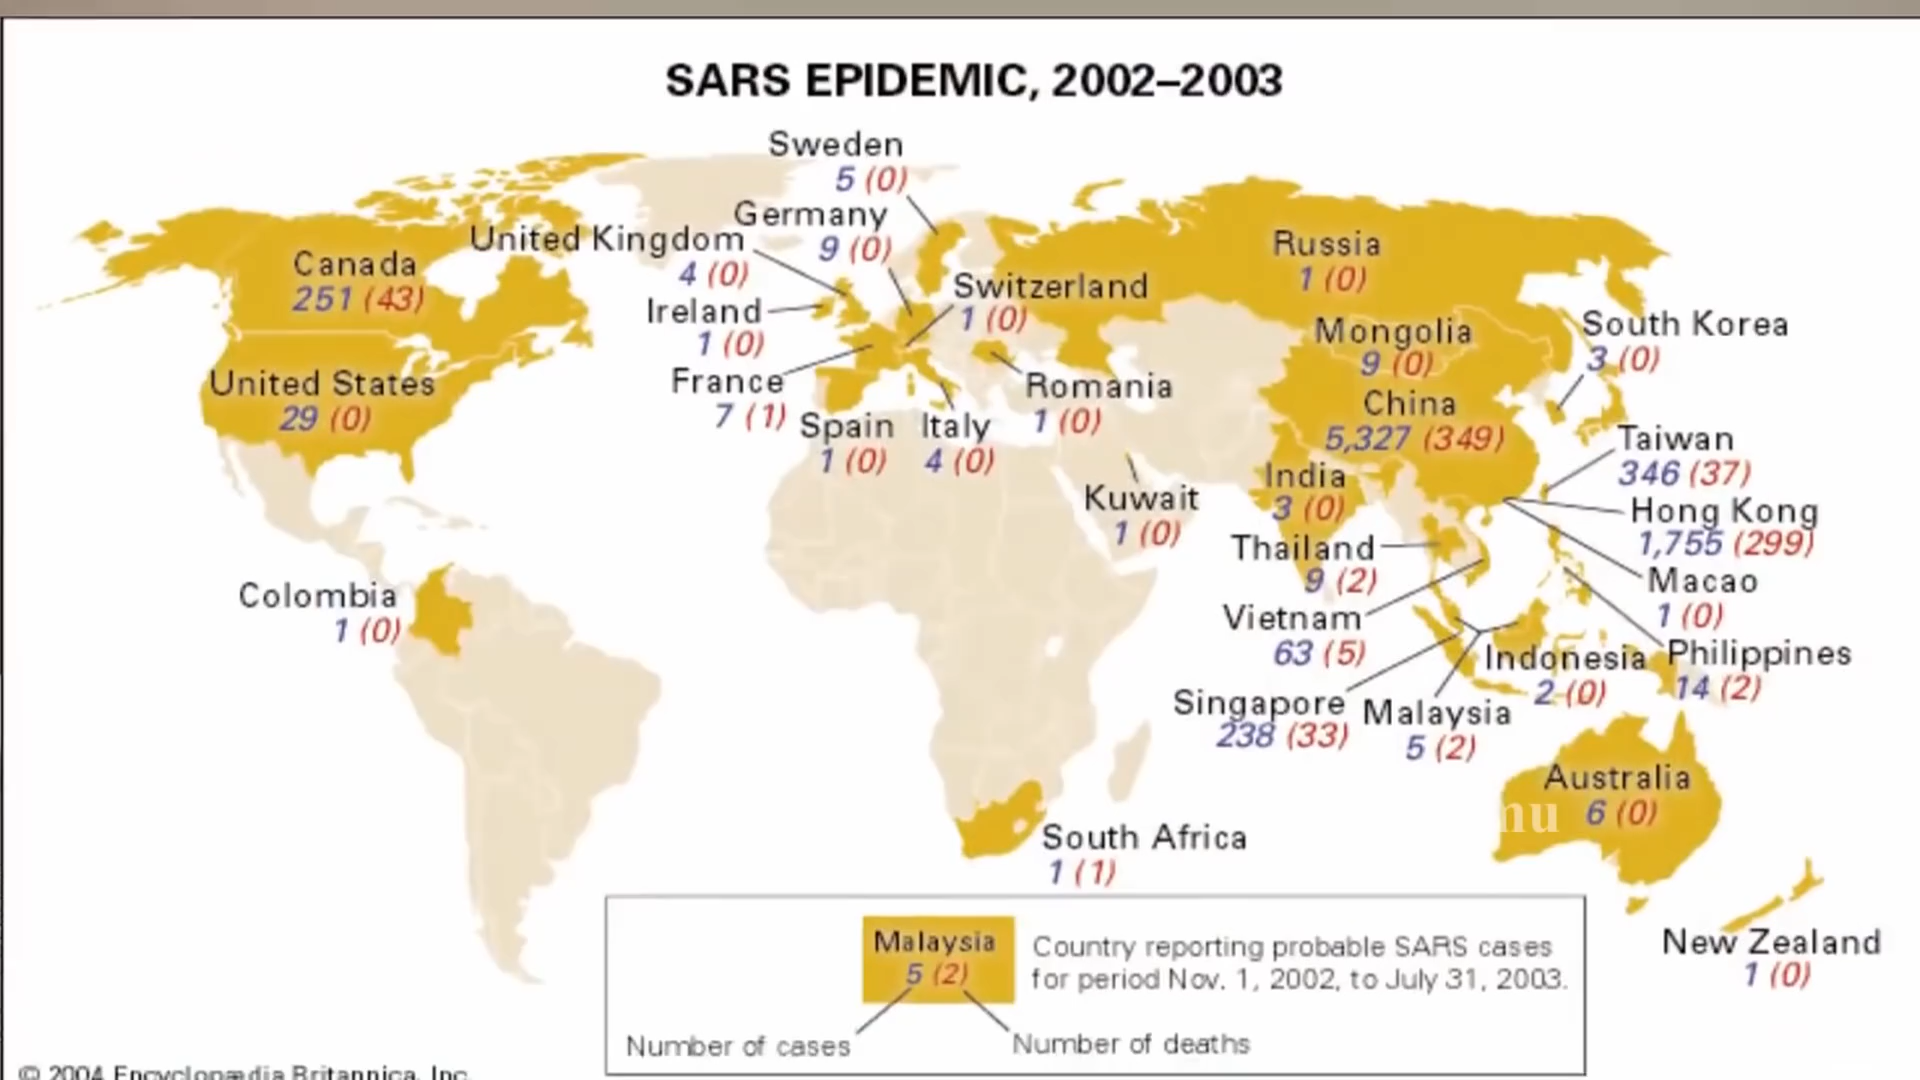 SARS EPIDEMIC, 2002–2003
Sweden
5 (0)
Germany
9 (0)
United Kingdom
4 (0)
Ireland
1 (0)
France
7 (1)
Spain
1 (0)
Italy
4 (0)
Switzerland
1 (0)
Romania
1 (0)
Kuwait
1 (0)
Canada
251 (43)
United States
29 (0)
Colombia
1 (0)
Russia
1 (0)
Mongolia
9 (0)
China
5,327 (349)
South Korea
3 (0)
Taiwan
346 (37)
Hong Kong
1,755 (299)
Macao
1 (0)
Philippines
14 (2)
India
3 (0)
Thailand
9 (2)
Vietnam
63 (5)
Singapore
238 (33)
Malaysia
5 (2)
Indonesia
2 (0)
Australia
6 (0)
New Zealand
1 (0)
South Africa
1 (1)
Malaysia
5 (2)
Country reporting probable SARS cases
for period Nov. 1, 2002, to July 31, 2003.
Number of cases
Number of deaths
© 2004 Encyclopædia Britannica, Inc.